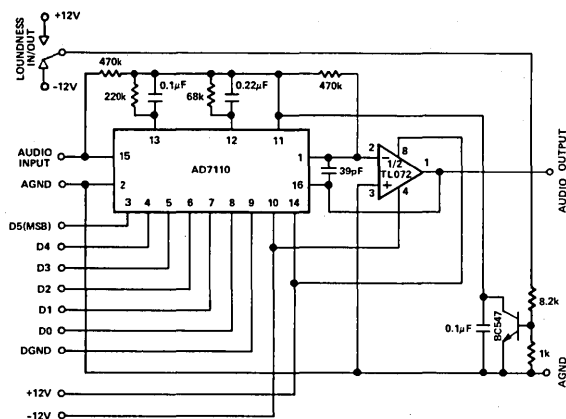 +12V
LOUDNESS
IN/OUT
-12V
470k
0.1µF
0.22µF
470k
220k
68k
13
12
11
AUDIO
INPUT
15
AD7110
1
2
8
39pF
1/2
TL072
1
AUDIO OUTPUT
AGND
2
16
3
4
3 4 5 6 7 8 9 10 14
D5(MSB)
D4
D3
D2
D1
D0
DGND
8.2k
0.1µF
BC547
1k
AGND
+12V
-12V